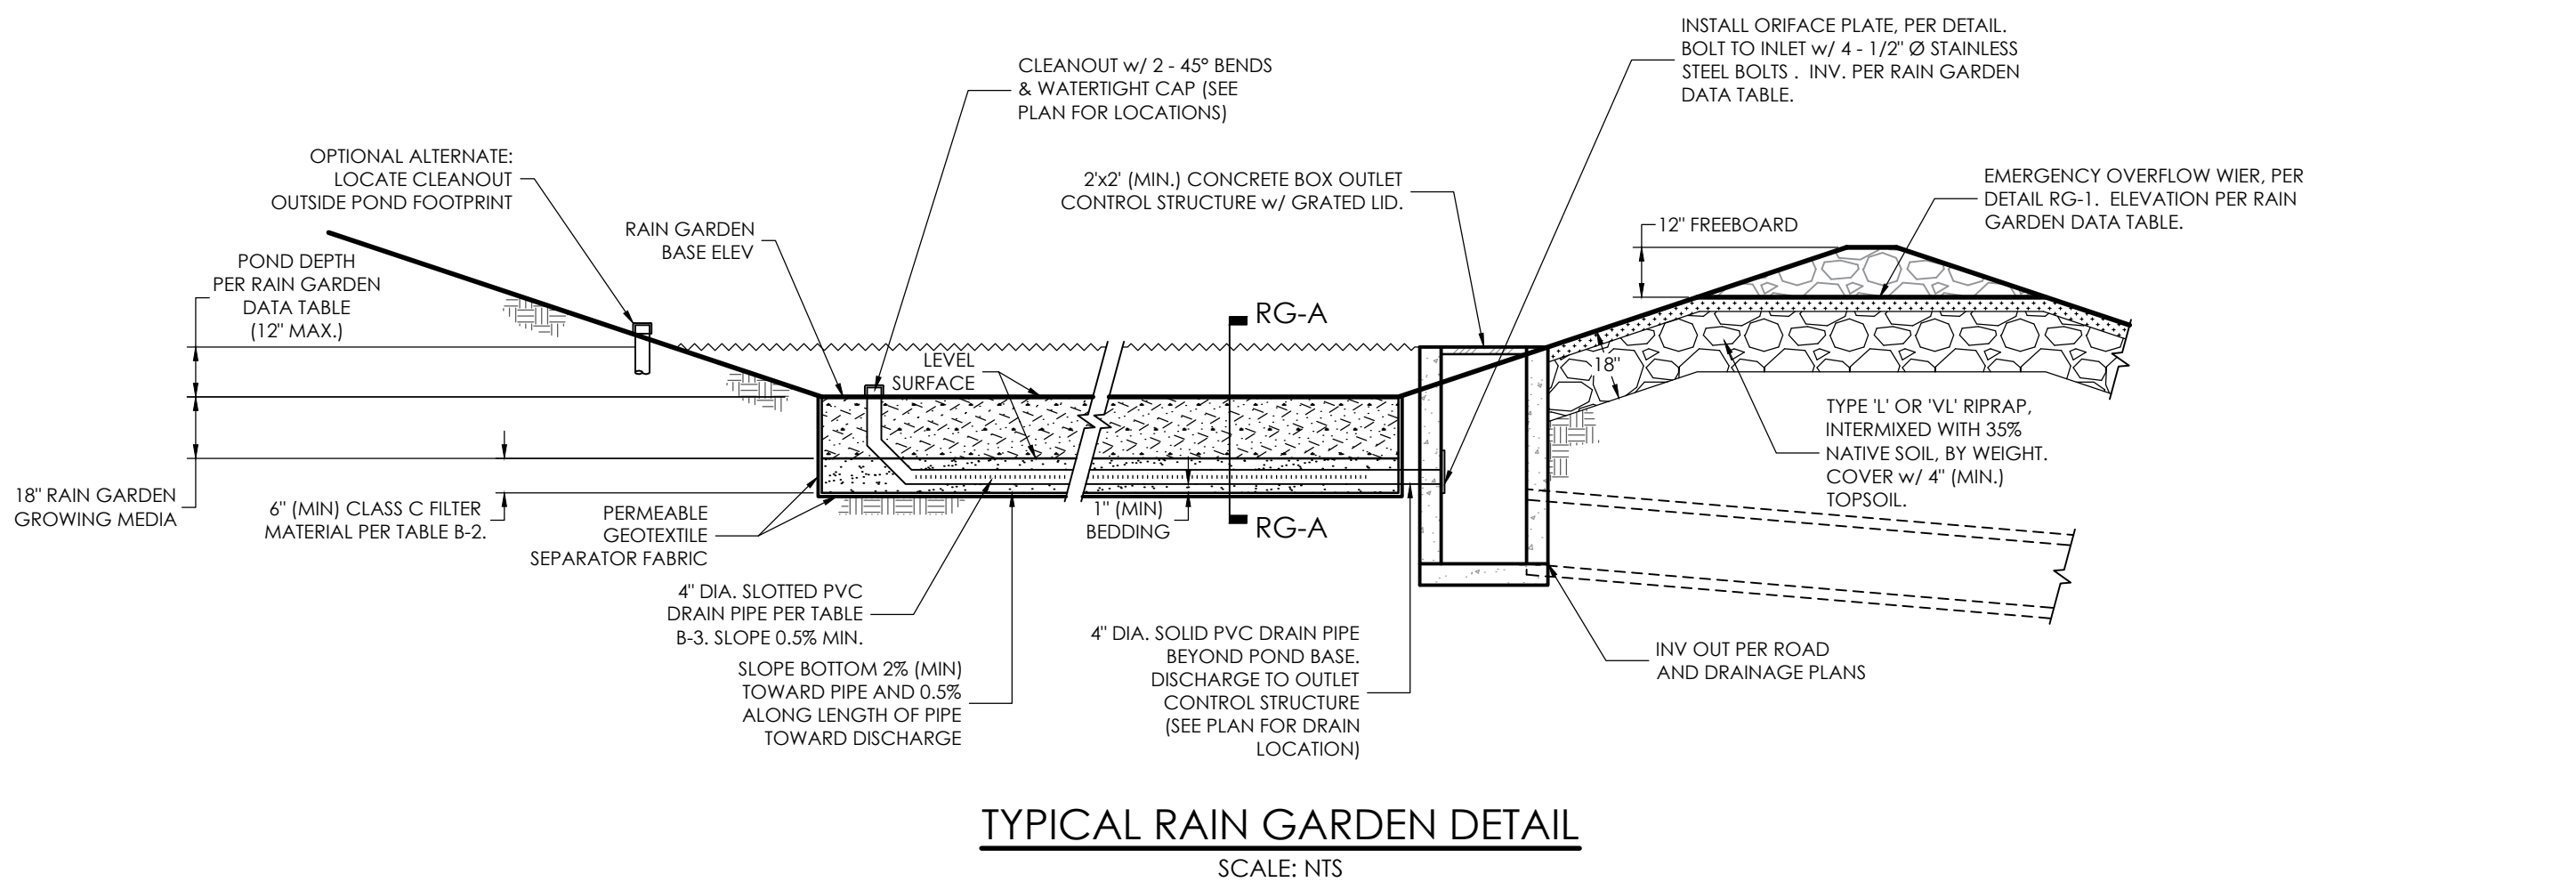 INSTALL ORIFACE PLATE, PER DETAIL.
BOLT TO INLET w/ 4 - 1/2" Ø STAINLESS
STEEL BOLTS . INV. PER RAIN GARDEN
DATA TABLE.
CLEANOUT w/ 2 - 45° BENDS
& WATERTIGHT CAP (SEE
PLAN FOR LOCATIONS)
OPTIONAL ALTERNATE:
LOCATE CLEANOUT
OUTSIDE POND FOOTPRINT
2'x2' (MIN.) CONCRETE BOX OUTLET
CONTROL STRUCTURE w/ GRATED LID.
EMERGENCY OVERFLOW WIER, PER
DETAIL RG-1. ELEVATION PER RAIN
GARDEN DATA TABLE.
12" FREEBOARD
RAIN GARDEN
BASE ELEV
POND DEPTH
PER RAIN GARDEN
DATA TABLE
(12" MAX.)
RG-A
LEVEL
SURFACE
18"
TYPE 'L' OR 'VL' RIPRAP,
INTERMIXED WITH 35%
NATIVE SOIL, BY WEIGHT.
COVER w/ 4" (MIN.)
TOPSOIL.
18" RAIN GARDEN
GROWING MEDIA
6" (MIN) CLASS C FILTER
MATERIAL PER TABLE B-2.
PERMEABLE
GEOTEXTILE
SEPARATOR FABRIC
1" (MIN)
BEDDING
RG-A
4" DIA. SLOTTED PVC
DRAIN PIPE PER TABLE
B-3. SLOPE 0.5% MIN.
SLOPE BOTTOM 2% (MIN)
TOWARD PIPE AND 0.5%
ALONG LENGTH OF PIPE
TOWARD DISCHARGE
4" DIA. SOLID PVC DRAIN PIPE
BEYOND POND BASE.
DISCHARGE TO OUTLET
CONTROL STRUCTURE
(SEE PLAN FOR DRAIN
LOCATION)
INV OUT PER ROAD
AND DRAINAGE PLANS
TYPICAL RAIN GARDEN DETAIL
SCALE: NTS